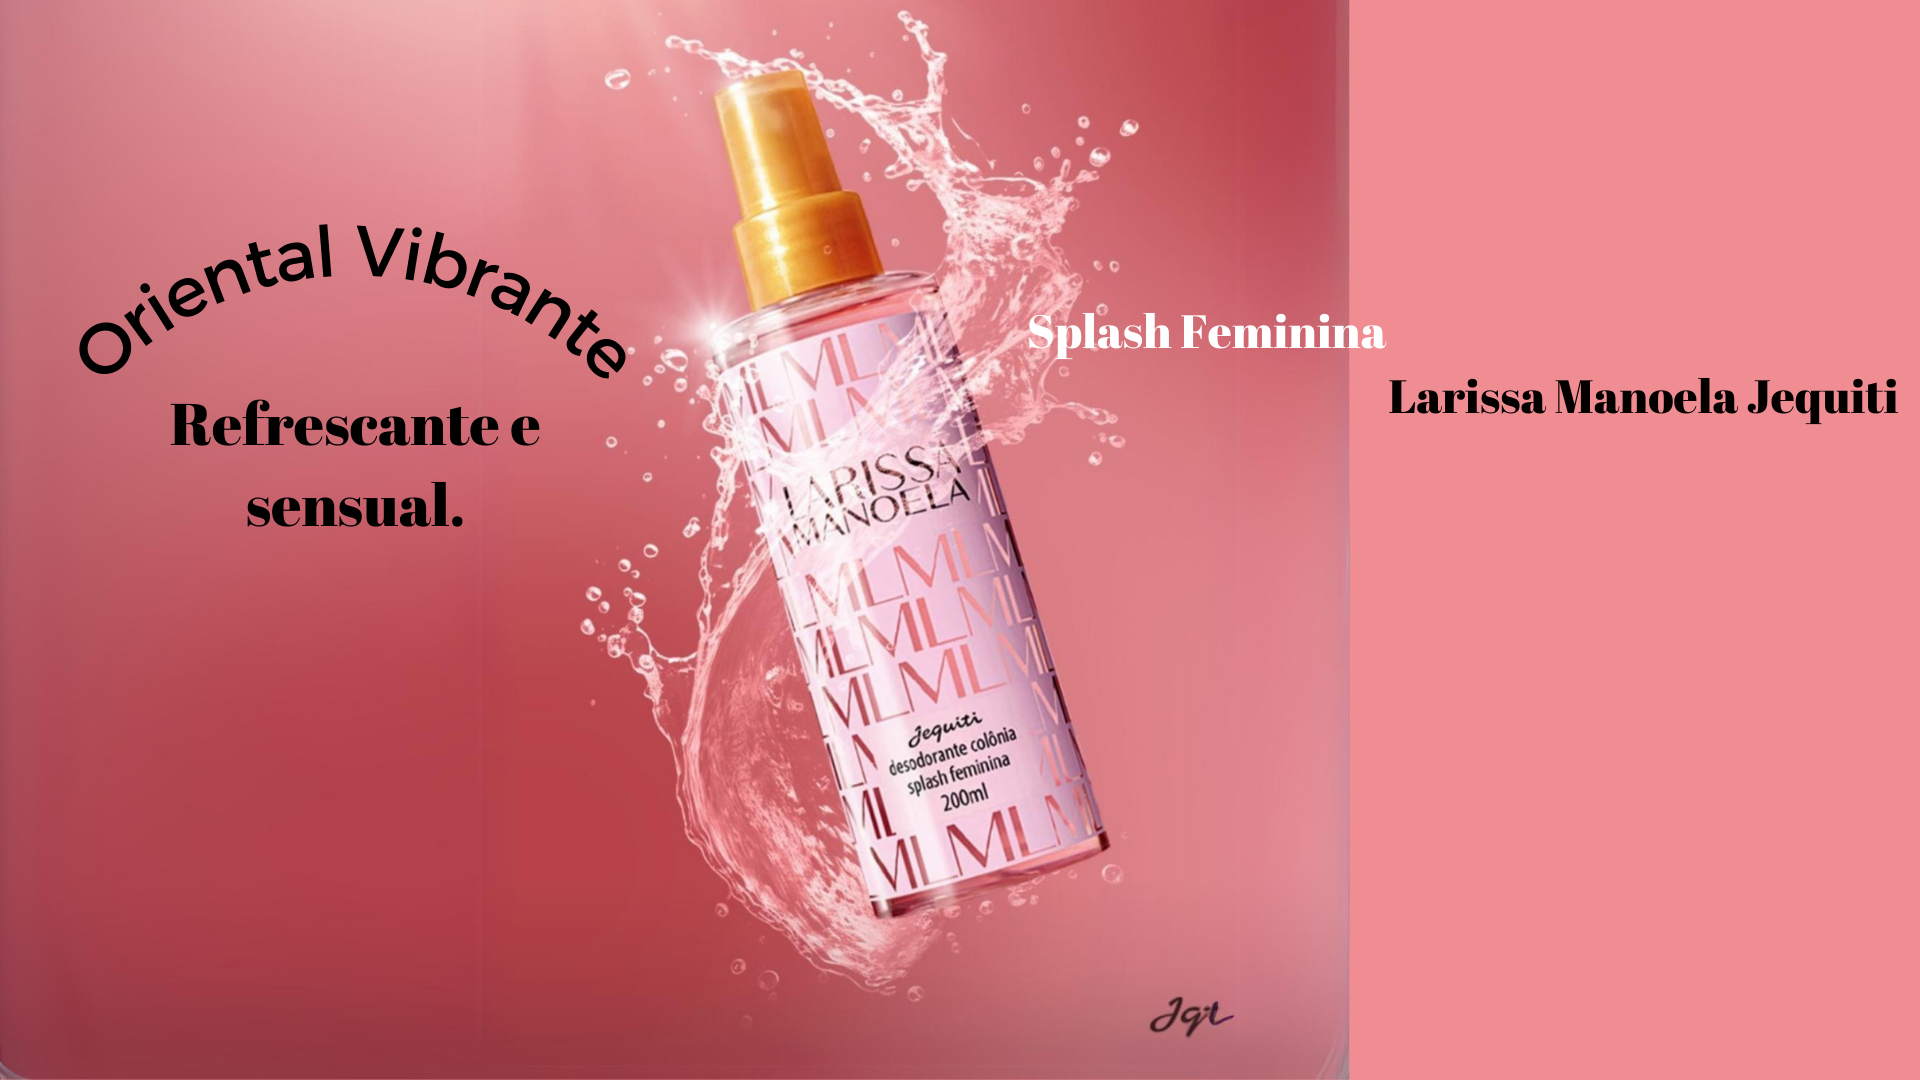 Oriental Vibrante
Refrescante e
sensual.
Splash Feminina
Larissa Manoela Jequiti
LARISSA
MANOELA
Jequiti
desodorante colônia
splash feminina
200ml